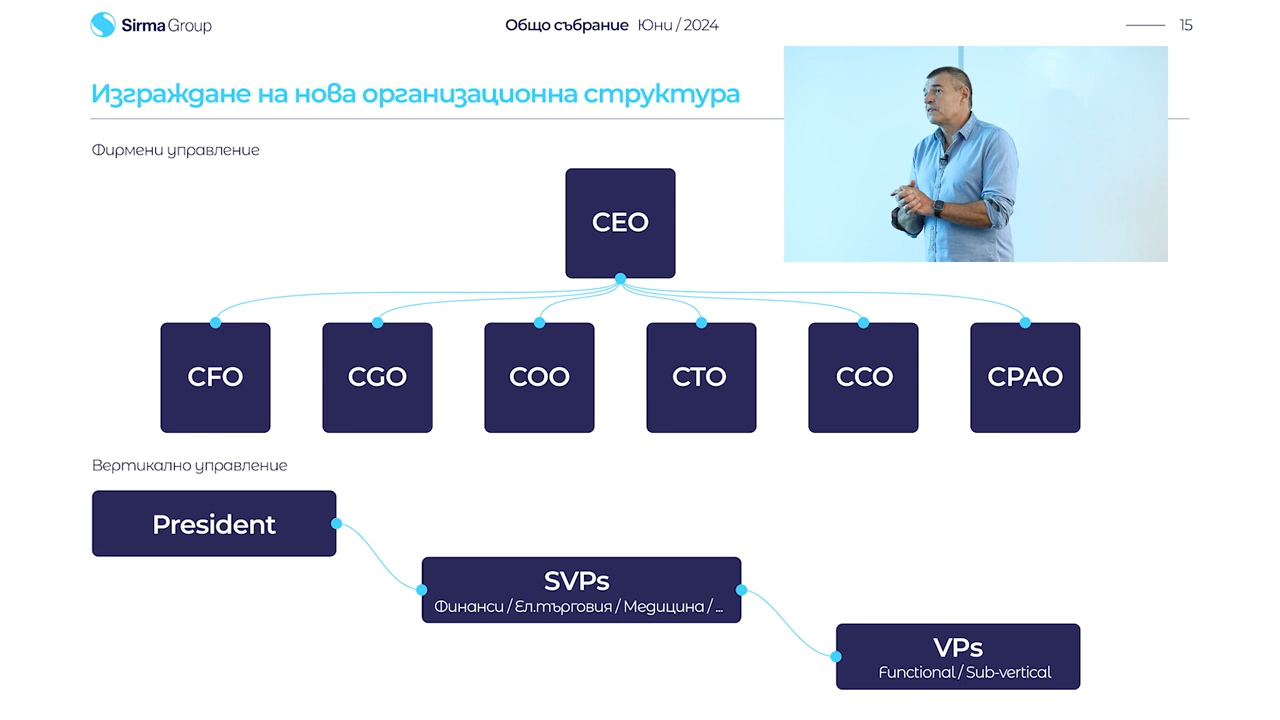 Sirma Group
Общо събрание Юни / 2024
15
Изграждане на нова организационна структура
Фирмени управление
CEO
CFO
CGO
COO
CTO
CCO
CPAO
Вертикално управление
President
SVPs
Финанси / Ел.търговия / Медицина / ...
VPs
Functional / Sub-vertical